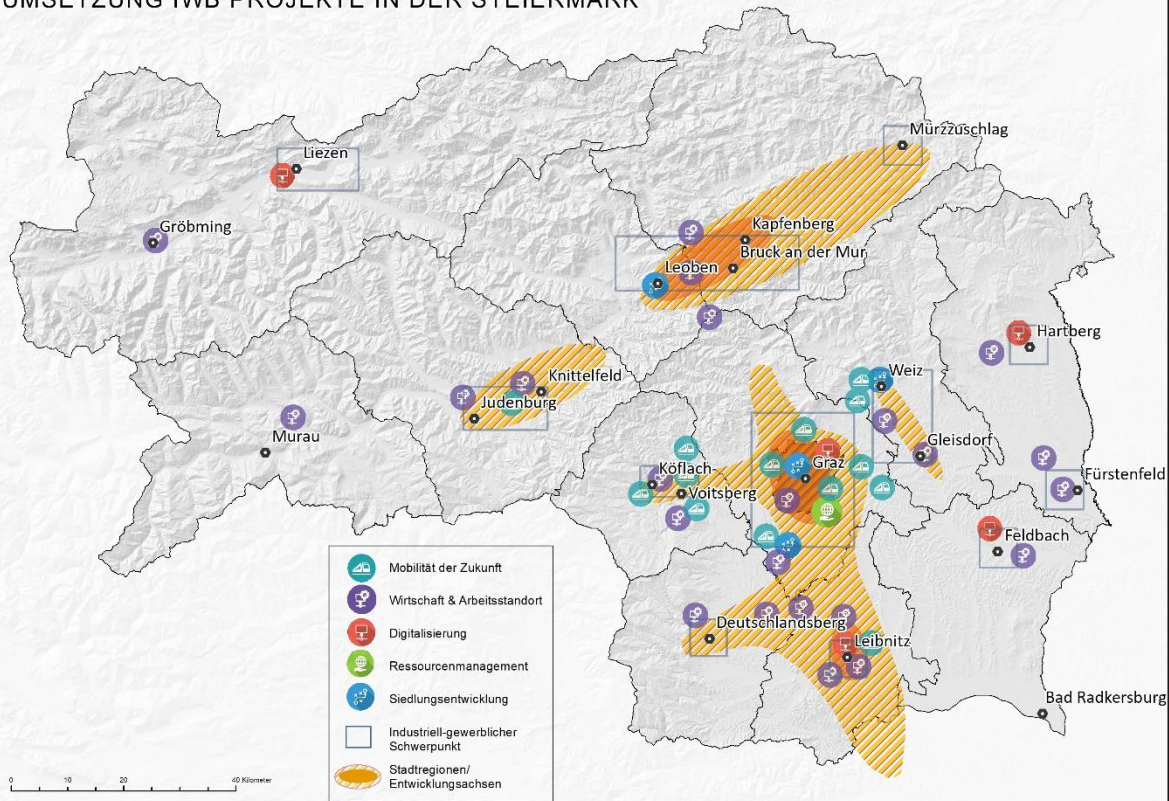 UMSETZUNG IWB PROJEKTE IN DER STEIERMARK
Mürzzuschlag
Liezen
Gröbming
Kapfenberg
Bruck an der Mur
Leoben
Hartberg
Knittelfeld
Weiz
Judenburg
Murau
Gleisdorf
Graz
Köflach
Voitsberg
Fürstenfeld
Feldbach
Deutschlandsberg
Leibnitz
Bad Radkersburg
Mobilität der Zukunft
Wirtschaft & Arbeitsstandort
Digitalisierung
Ressourcenmanagement
Siedlungsentwicklung
Industriell-gewerblicher
Schwerpunkt
Stadtregionen/
Entwicklungsachsen
0 10 20 40 Kilometer